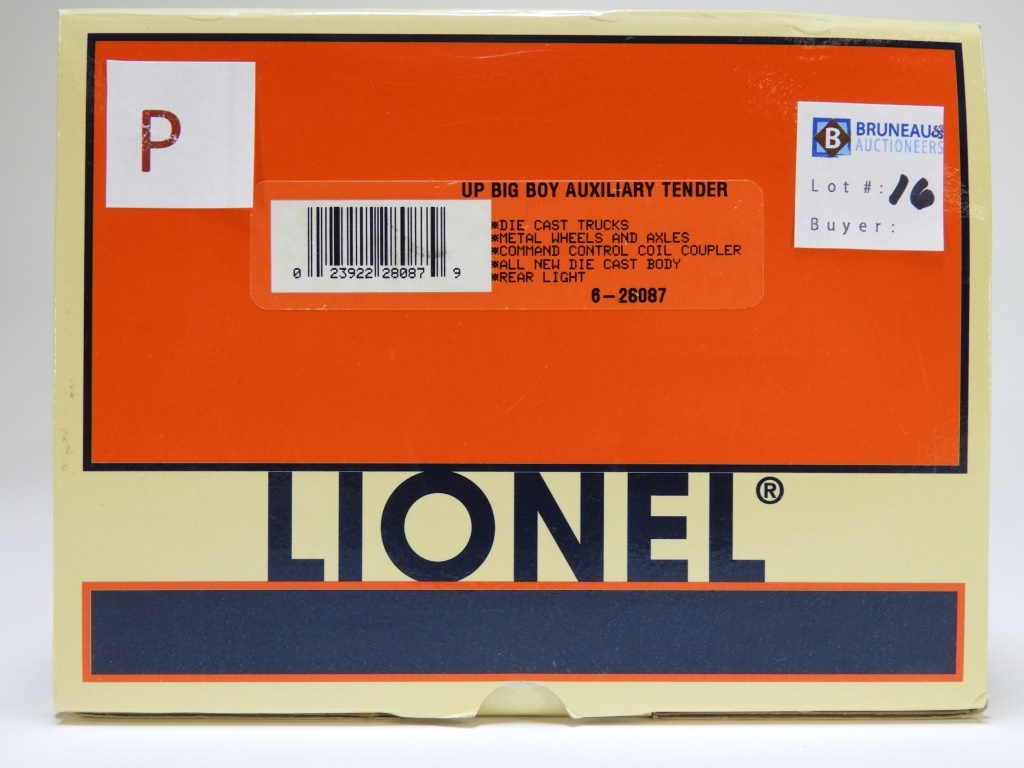 P
BRUNEAU &CO
AUCTIONEERS
Lot #: 16
Buyer:
UP BIG BOY AUXILIARY TENDER
*DIE CAST TRUCKS
*METAL WHEELS AND AXLES
*COMMAND CONTROL COIL COUPLER
*ALL NEW DIE CAST BODY
*REAR LIGHT
6-28087
0 23922 28087 9
LIONEL®